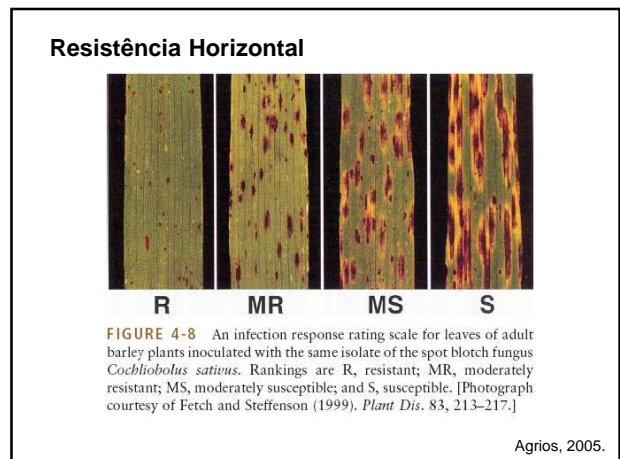 Resistência Horizontal
R MR MS S
FIGURE 4-8 An infection response rating scale for leaves of adult
barley plants inoculated with the same isolate of the spot blotch fungus
Cochliobolus sativus. Rankings are R, resistant; MR, moderately
resistant; MS, moderately susceptible; and S, susceptible. [Photograph
courtesy of Fetch and Steffenson (1999). Plant Dis. 83, 213–217.]
Agrios, 2005.